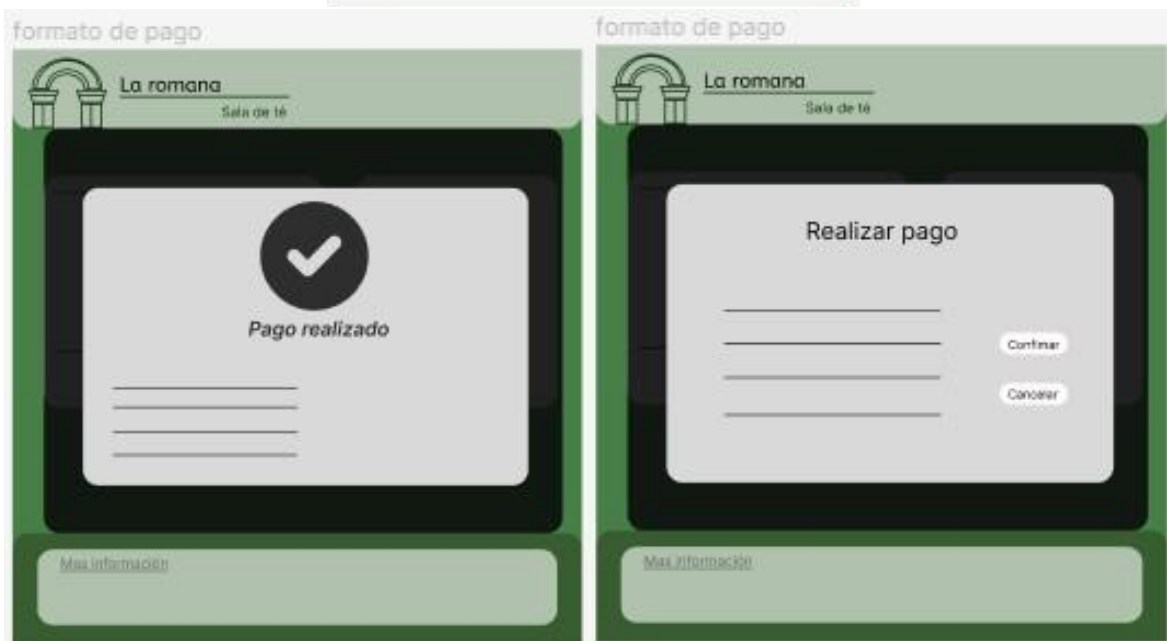 formato de pago
La romana
Sala de té
Pago realizado
Mas información
formato de pago
La romana
Sala de té
Realizar pago
Confimar
Cancelar
Mas información